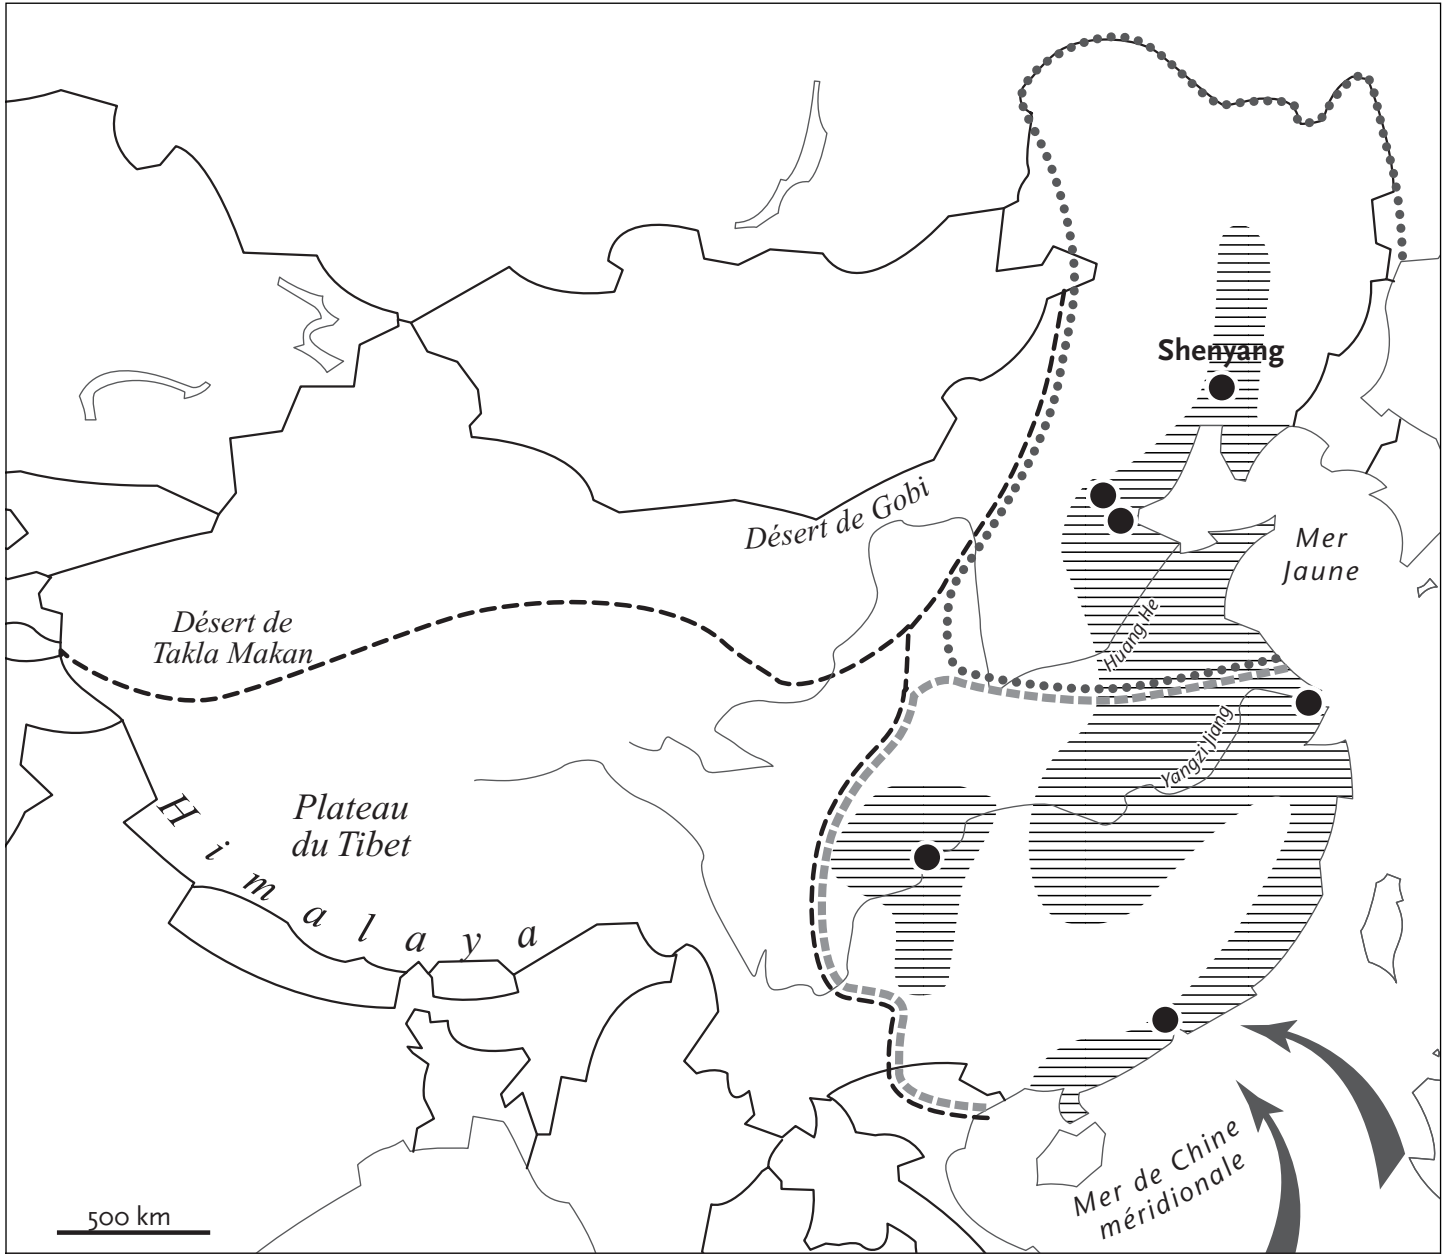 Shenyang
Désert de Gobi
Mer
Jaune
Désert de
Takla Makan
Huang He
Yangzi Jiang
Plateau
du Tibet
Himalaya
Mer de Chine
méridionale
500 km